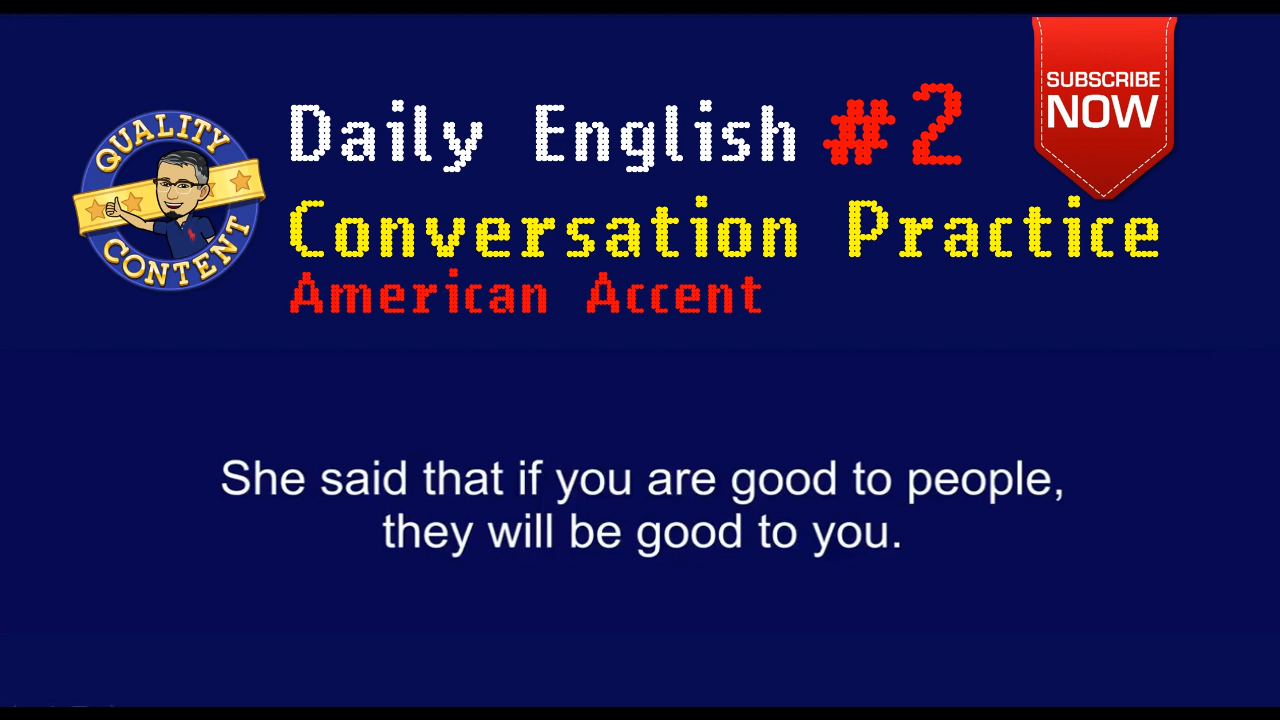 QUALITY
CONTENT
Daily English #2
Conversation Practice
American Accent
SUBSCRIBE
NOW
She said that if you are good to people,
they will be good to you.